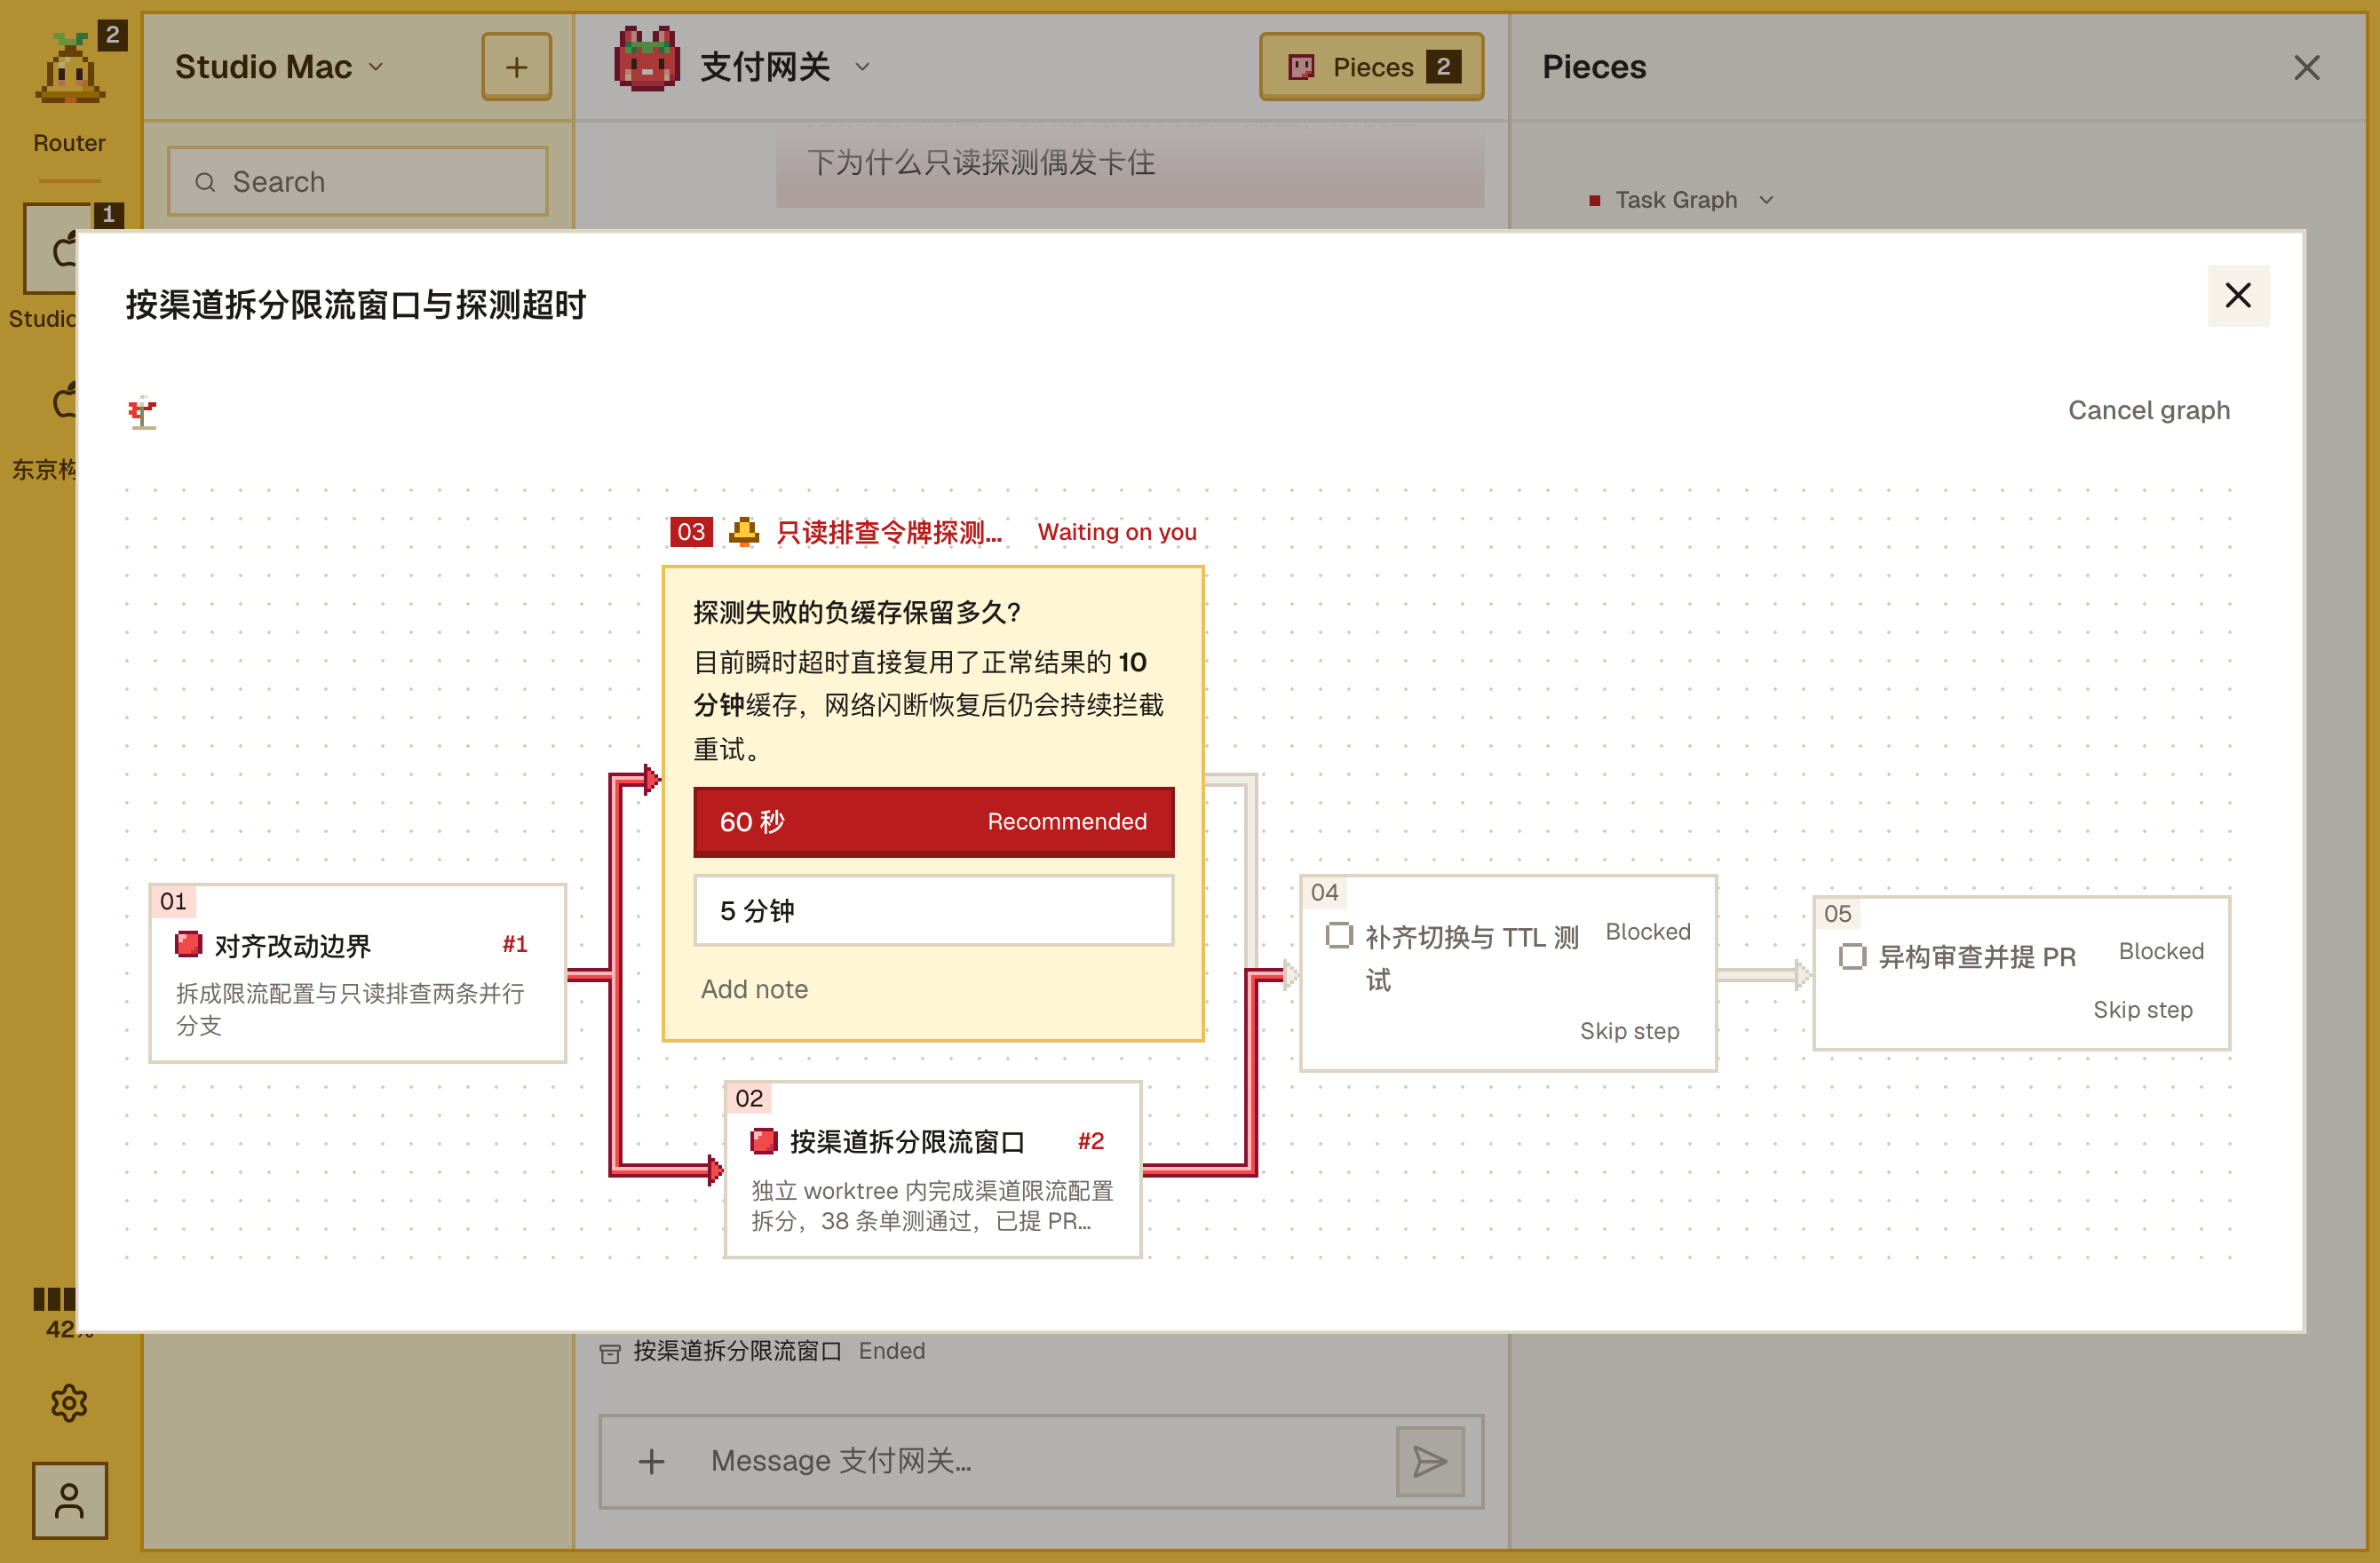 2
Router
1
Studio
东京构
42%
Studio Mac
Search
支付网关
Pieces 2
下为什么只读探测偶发卡住
Pieces
Task Graph
按渠道拆分限流窗口与探测超时
Cancel graph
03 只读排查令牌探测... Waiting on you
探测失败的负缓存保留多久?
目前瞬时超时直接复用了正常结果的 10
分钟缓存，网络闪断恢复后仍会持续拦截
重试。
60 秒 Recommended
5 分钟
Add note
01
对齐改动边界 #1
拆成限流配置与只读排查两条并行
分支
02
按渠道拆分限流窗口 #2
独立 worktree 内完成渠道限流配置
拆分，38 条单测通过，已提 PR...
04
补齐切换与 TTL 测
试
Blocked
Skip step
05
异构审查并提 PR Blocked
Skip step
按渠道拆分限流窗口 Ended
Message 支付网关...